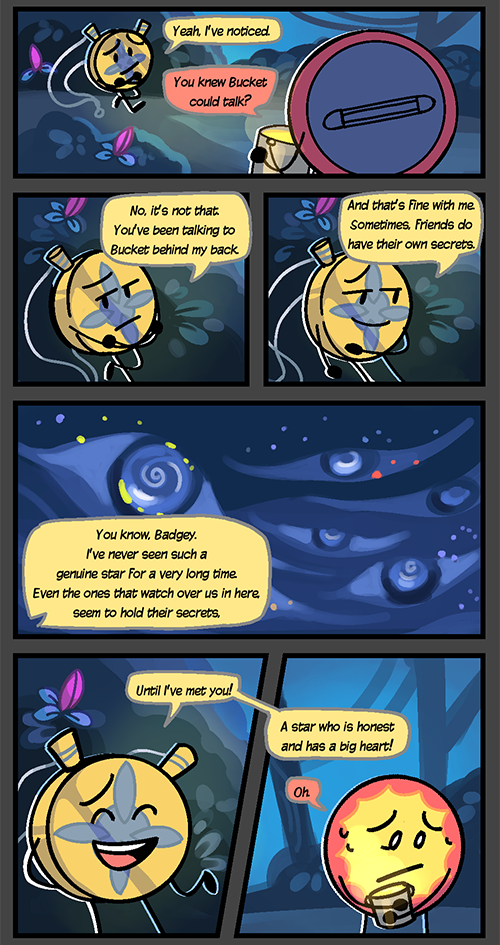 Yeah, I've noticed.
You knew Bucket
could talk?
No, it's not that.
You've been talking to
Bucket behind my back.
And that's fine with me.
Sometimes, friends do
have their own secrets.
You know, Badgey.
I've never seen such a
genuine star for a very long time.
Even the ones that watch over us in here,
seem to hold their secrets.
Until I've met you!
A star who is honest
and has a big heart!
Oh.